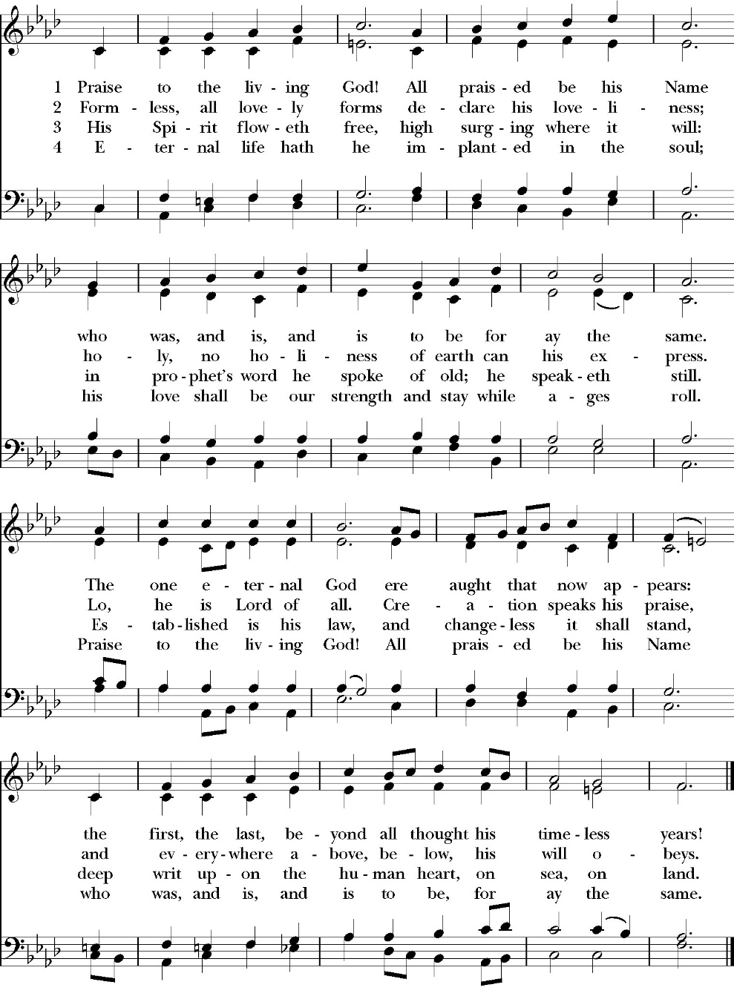 1 Praise to the liv - ing God! All prais - ed be his Name
2 Form - less, all love - ly forms de - clare his love - li - ness;
3 His Spi - rit flow - eth free, high surg - ing where it will:
4 E - ter - nal life hath he im - plant - ed in the soul;
who was, and is, and is to be for ay the same.
ho - ly, no ho - li - ness of earth can his ex - press.
in pro - phet's word he spoke of old; he speak - eth still.
his love shall be our strength and stay while a - ges roll.
The one e - ter - nal God ere aught that now ap - pears:
Lo, he is Lord of all. Cre - a - tion speaks his praise,
Es - tab - lished is his law, and change - less it shall stand,
Praise to the liv - ing God! All prais - ed be his Name
the first, the last, be - yond all thought his time - less years!
and ev - ery - where a - bove, be - low, his will o - beys.
deep writ up - on the hu - man heart, on sea, on land.
who was, and is, and is to be, for ay the same.